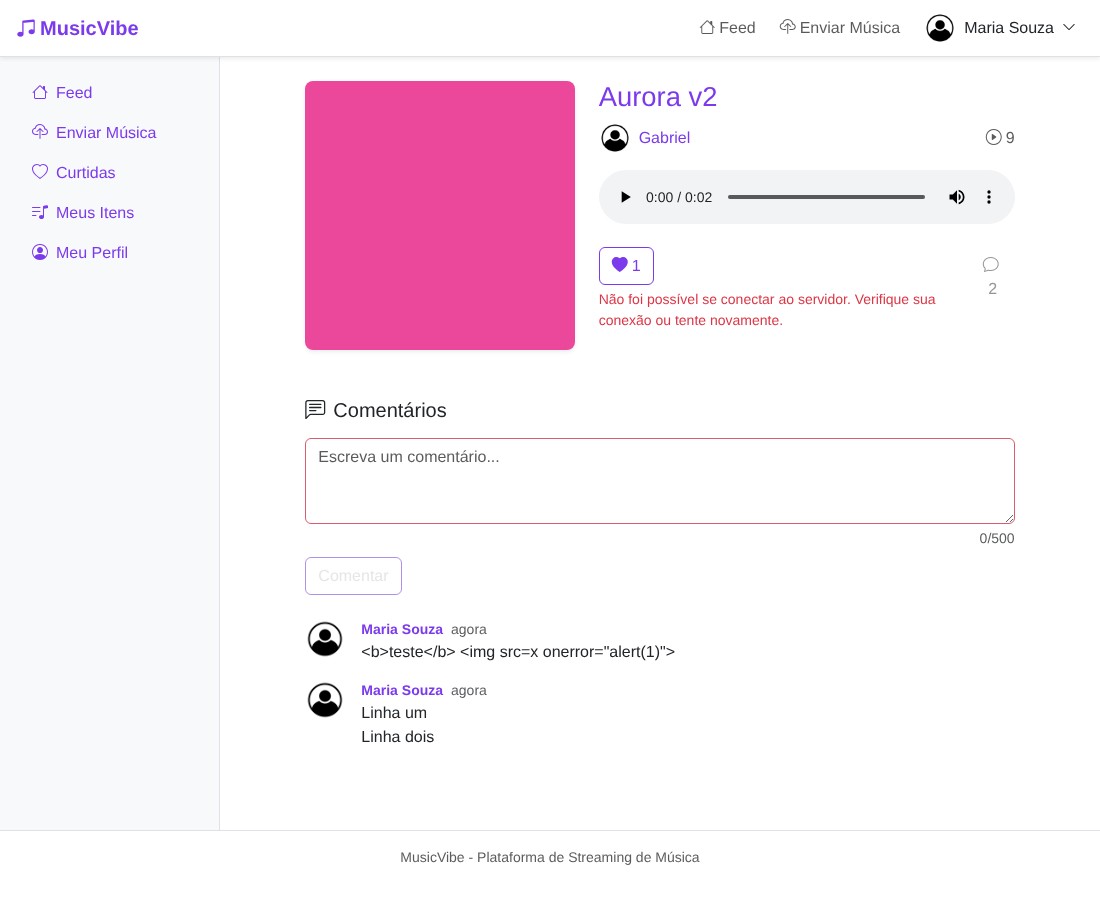 MusicVibe
Feed
Enviar Música
Maria Souza
Feed
Enviar Música
Curtidas
Meus Itens
Meu Perfil
Aurora v2
Gabriel
9
0:00 / 0:02
1
2
Não foi possível se conectar ao servidor. Verifique sua
conexão ou tente novamente.
Comentários
Escreva um comentário...
0/500
Comentar
Maria Souza agora
<b>teste</b> <img src=x onerror="alert(1)">
Maria Souza agora
Linha um
Linha dois
MusicVibe - Plataforma de Streaming de Música